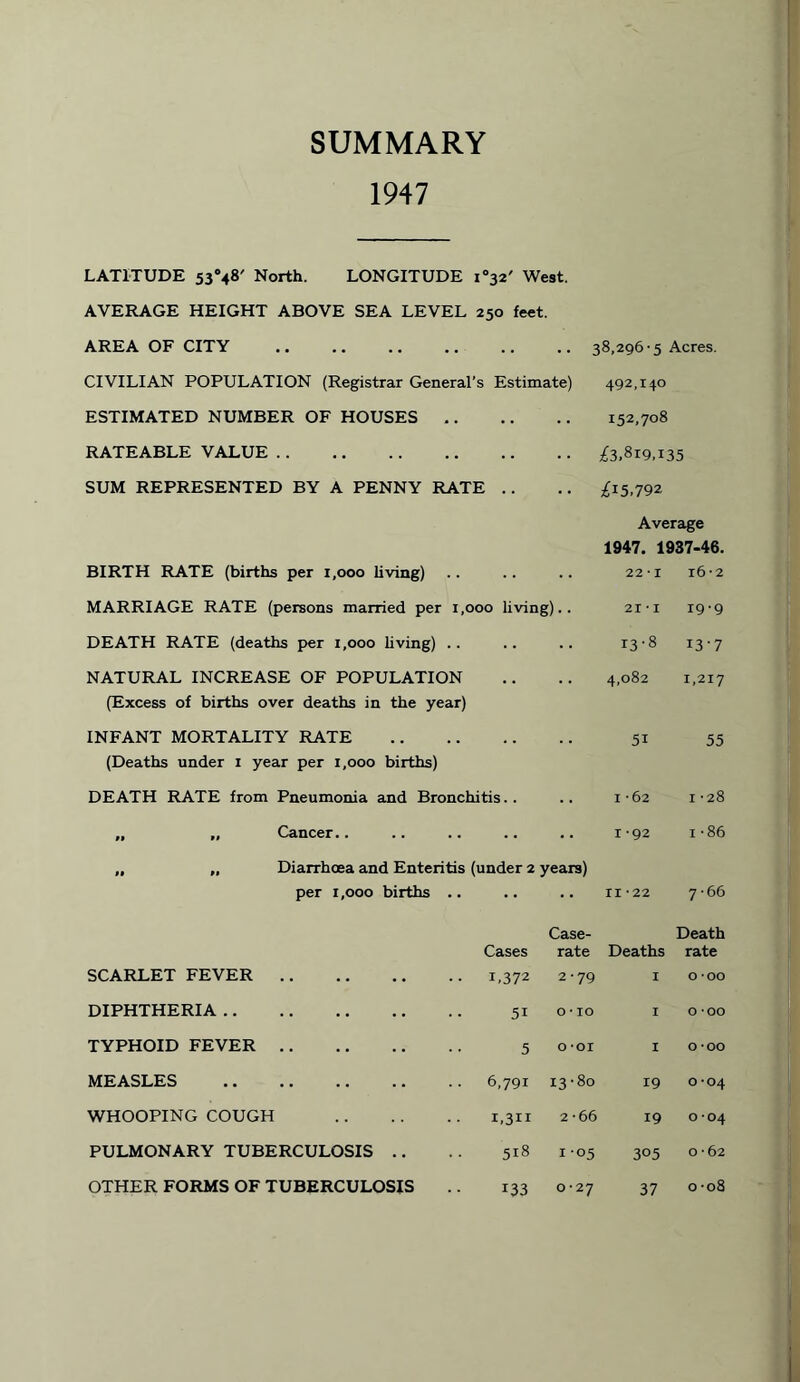 SUMMARY
1947
LATITUDE 53°48′ North. LONGITUDE 1°32′ West.
AVERAGE HEIGHT ABOVE SEA LEVEL 250 feet.
AREA OF CITY .. .. .. .. .. .. 38,296·5 Acres.
CIVILIAN POPULATION (Registrar General's Estimate) 492,140
ESTIMATED NUMBER OF HOUSES .. .. .. 152,708
RATEABLE VALUE .. .. .. .. .. .. £3,819,135
SUM REPRESENTED BY A PENNY RATE .. .. £15,792
Average
1947. 1937-46.
BIRTH RATE (births per 1,000 living) .. .. .. 22·1 16·2
MARRIAGE RATE (persons married per 1,000 living).. 21·1 19·9
DEATH RATE (deaths per 1,000 living) .. .. .. 13·8 13·7
NATURAL INCREASE OF POPULATION .. .. 4,082 1,217
(Excess of births over deaths in the year)
INFANT MORTALITY RATE .. .. .. .. 51 55
(Deaths under 1 year per 1,000 births)
DEATH RATE from Pneumonia and Bronchitis.. .. 1·62 1·28
„ „ Cancer.. .. .. .. .. 1·92 1·86
„ „ Diarrhœa and Enteritis (under 2 years)
per 1,000 births .. .. .. 11·22 7·66
Case- Death
Cases rate Deaths rate
SCARLET FEVER .. .. .. .. .. 1,372 2·79 1 0·00
DIPHTHERIA .. .. .. .. .. .. 51 0·10 1 0·00
TYPHOID FEVER .. .. .. .. .. 5 0·01 1 0·00
MEASLES .. .. .. .. .. .. 6,791 13·80 19 0·04
WHOOPING COUGH .. .. .. 1,311 2·66 19 0·04
PULMONARY TUBERCULOSIS .. .. 518 1·05 305 0·62
OTHER FORMS OF TUBERCULOSIS .. 133 0·27 37 0·08